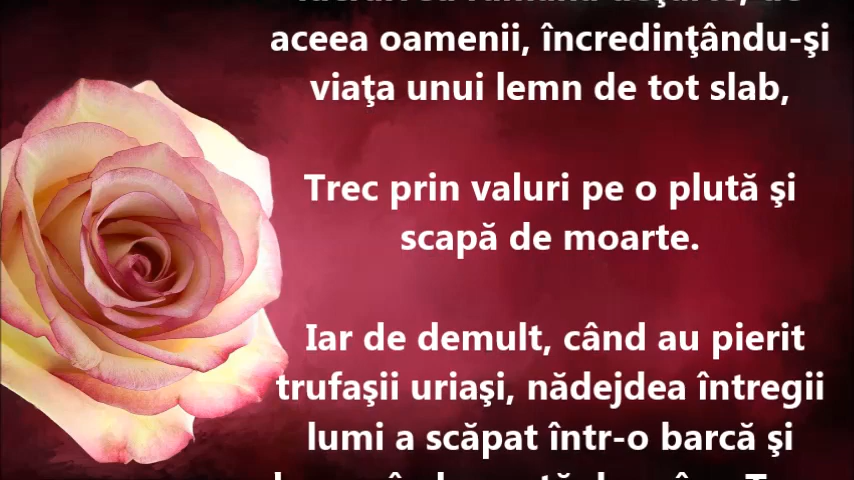 aceea oamenii, încredinţându-şi
viaţa unui lemn de tot slab,
Trec prin valuri pe o plută şi
scapă de moarte.
Iar de demult, când au pierit
trufaşii uriaşi, nădejdea întregii
lumi a scăpat într-o barcă şi